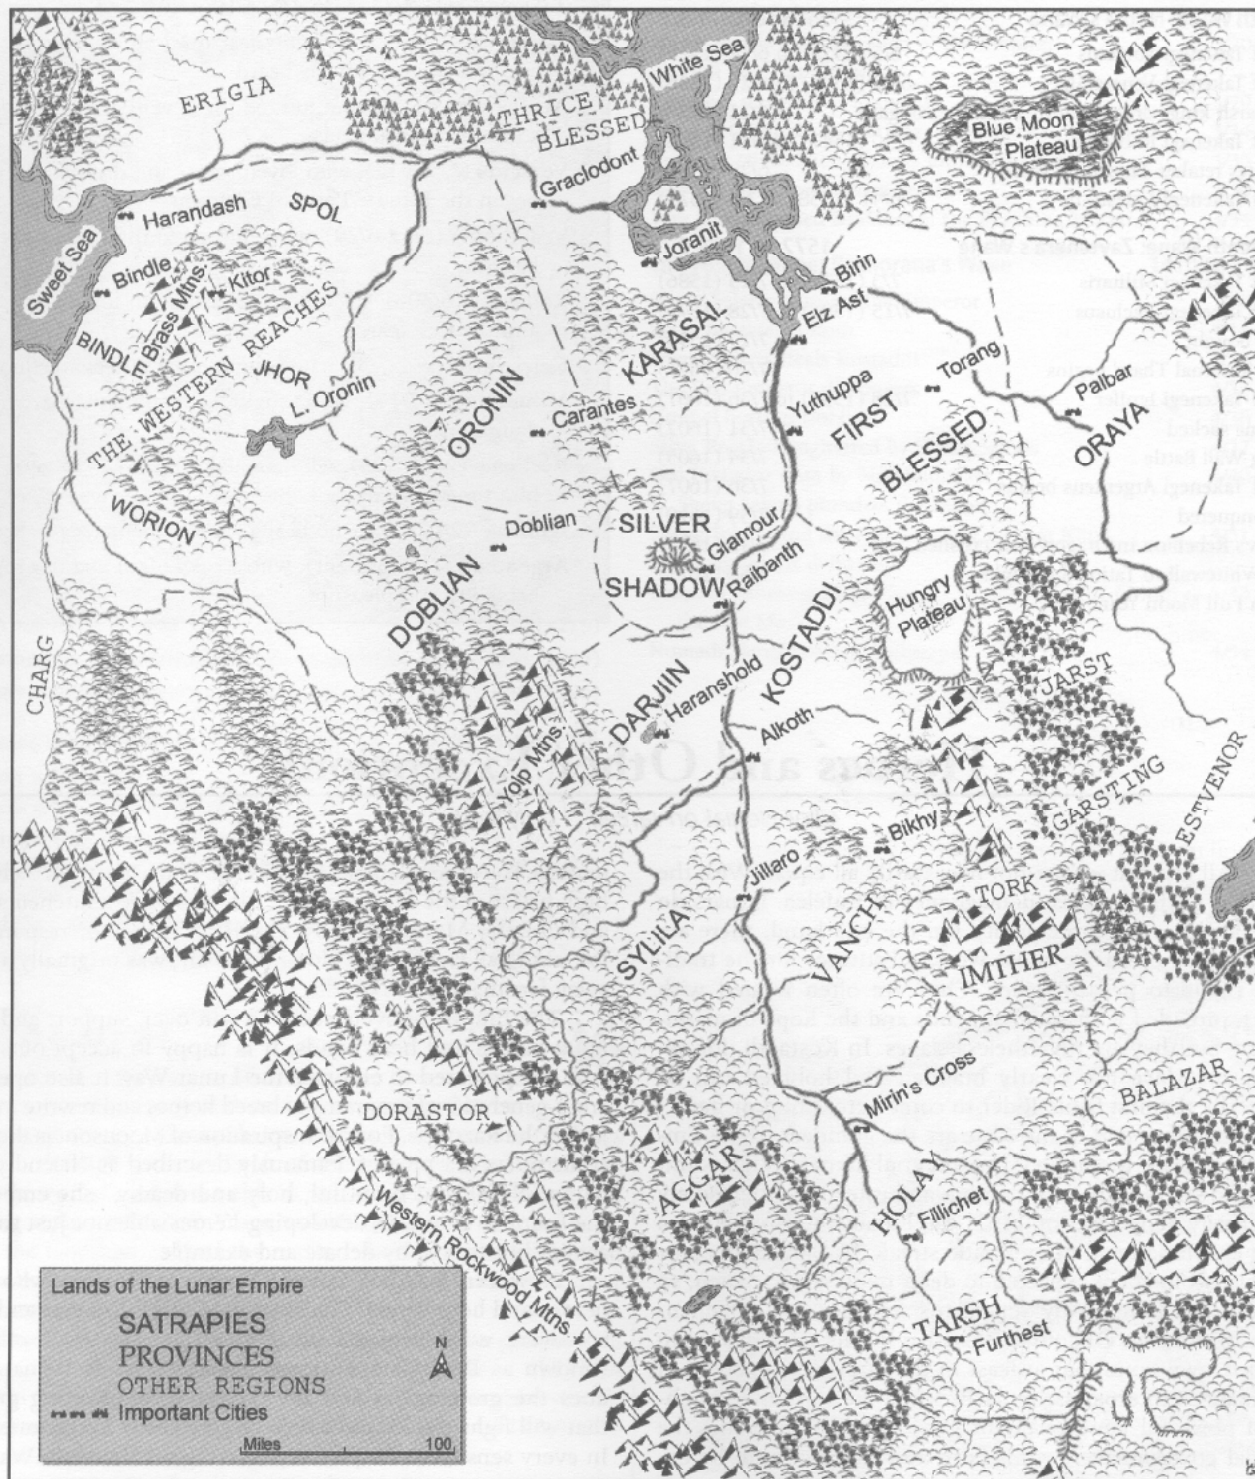 White Sea
ERIGIA
THRICE
BLESSED
Blue Moon
Plateau
Graclodont
Harandash
SPOL
Sweet Sea
Joranit
Bindle
Brass Mtns.
Kitor
Birin
Elz Ast
BINDLE
THE WESTERN REACHES
JHOR
L. Oronin
ORONIN
KARASAL
Carantes
Yuthuppa
Torang
Palbar
FIRST
BLESSED
ORAYA
WORION
Doblian
DOBLIAN
SILVER
SHADOW
Glamour
Raibanth
KOSTADDI
Hungry
Plateau
CHARG
DARJIIN
Heranshold
Alkoth
JARST
Yolp Mtns
GARSTING
ESTVENOR
Bikhy
Jillaro
TORK
SYLILA
VANCH
IMTHER
Mirin's Cross
BALAZAR
DORASTOR
AGGAR
HOLAY
Fillichet
Western Rockwood Mtns
TARSH
Furthest
Lands of the Lunar Empire
SATRAPIES
PROVINCES
OTHER REGIONS
Important Cities
N
Miles 100